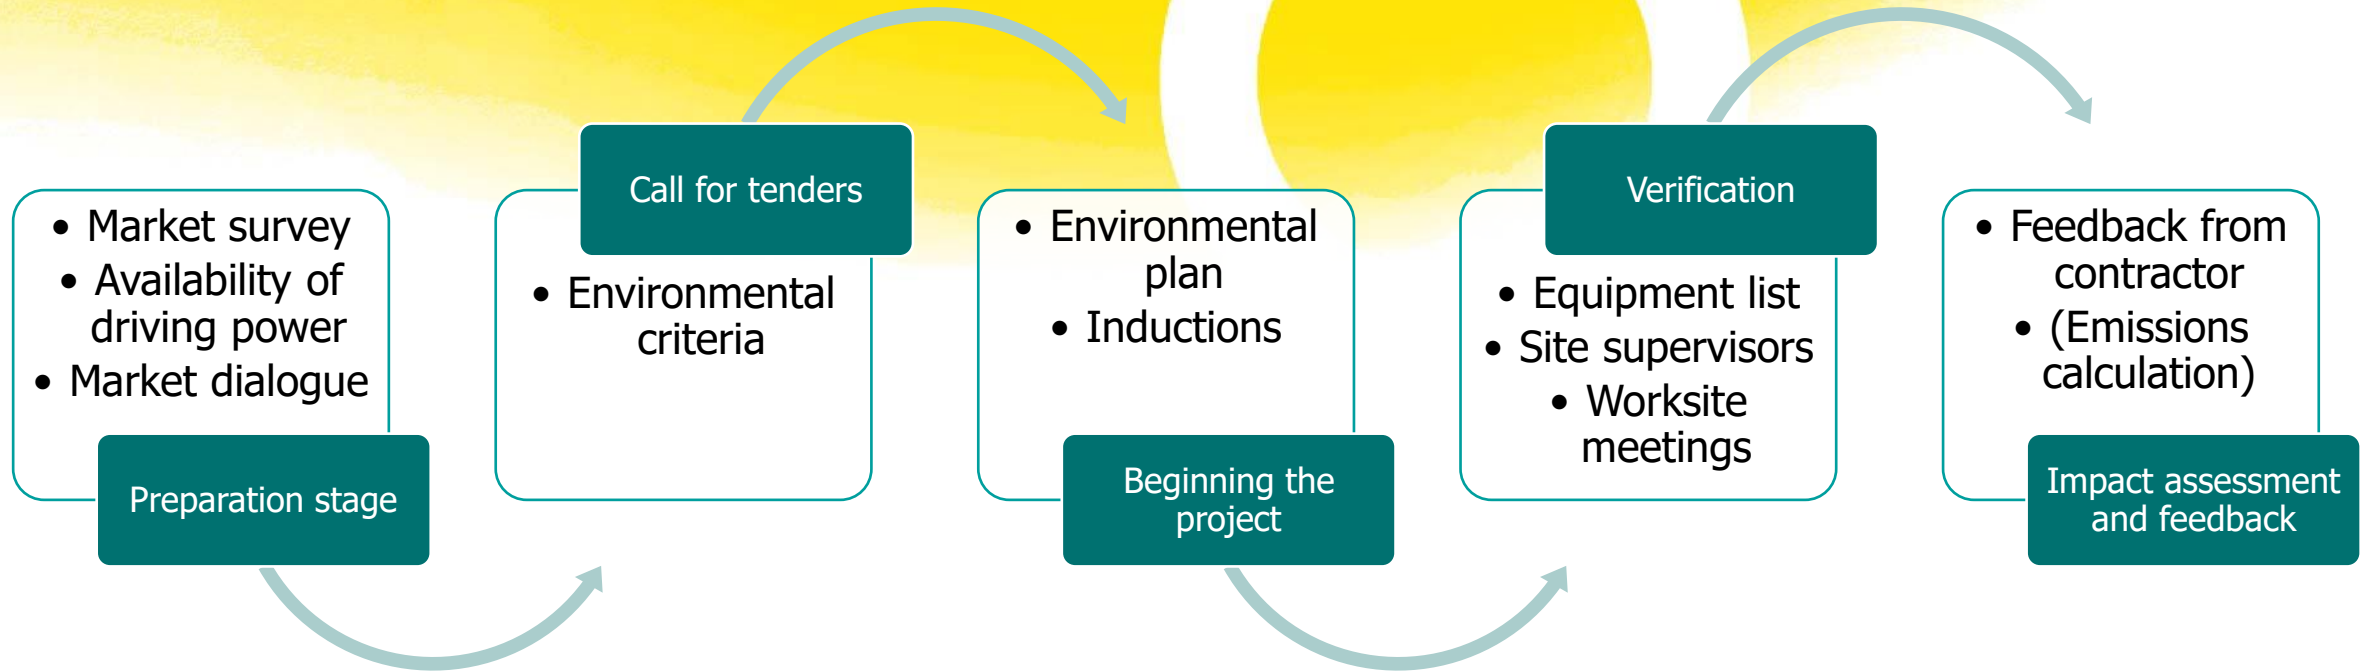 • Market survey
• Availability of
driving power
• Market dialogue
Preparation stage
Call for tenders
• Environmental
criteria
• Environmental
plan
• Inductions
Beginning the
project
Verification
• Equipment list
• Site supervisors
• Worksite
meetings
• Feedback from
contractor
• (Emissions
calculation)
Impact assessment
and feedback